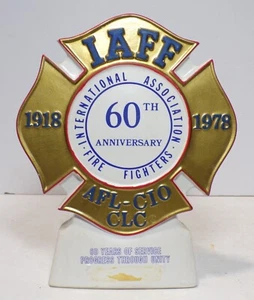 IAFF
INTERNATIONAL ASSOCIATION
FIRE FIGHTERS
60TH
ANNIVERSARY
1918
1978
AFL-CIO
CLC
60 YEARS OF SERVICE
PROGRESS THROUGH UNITY